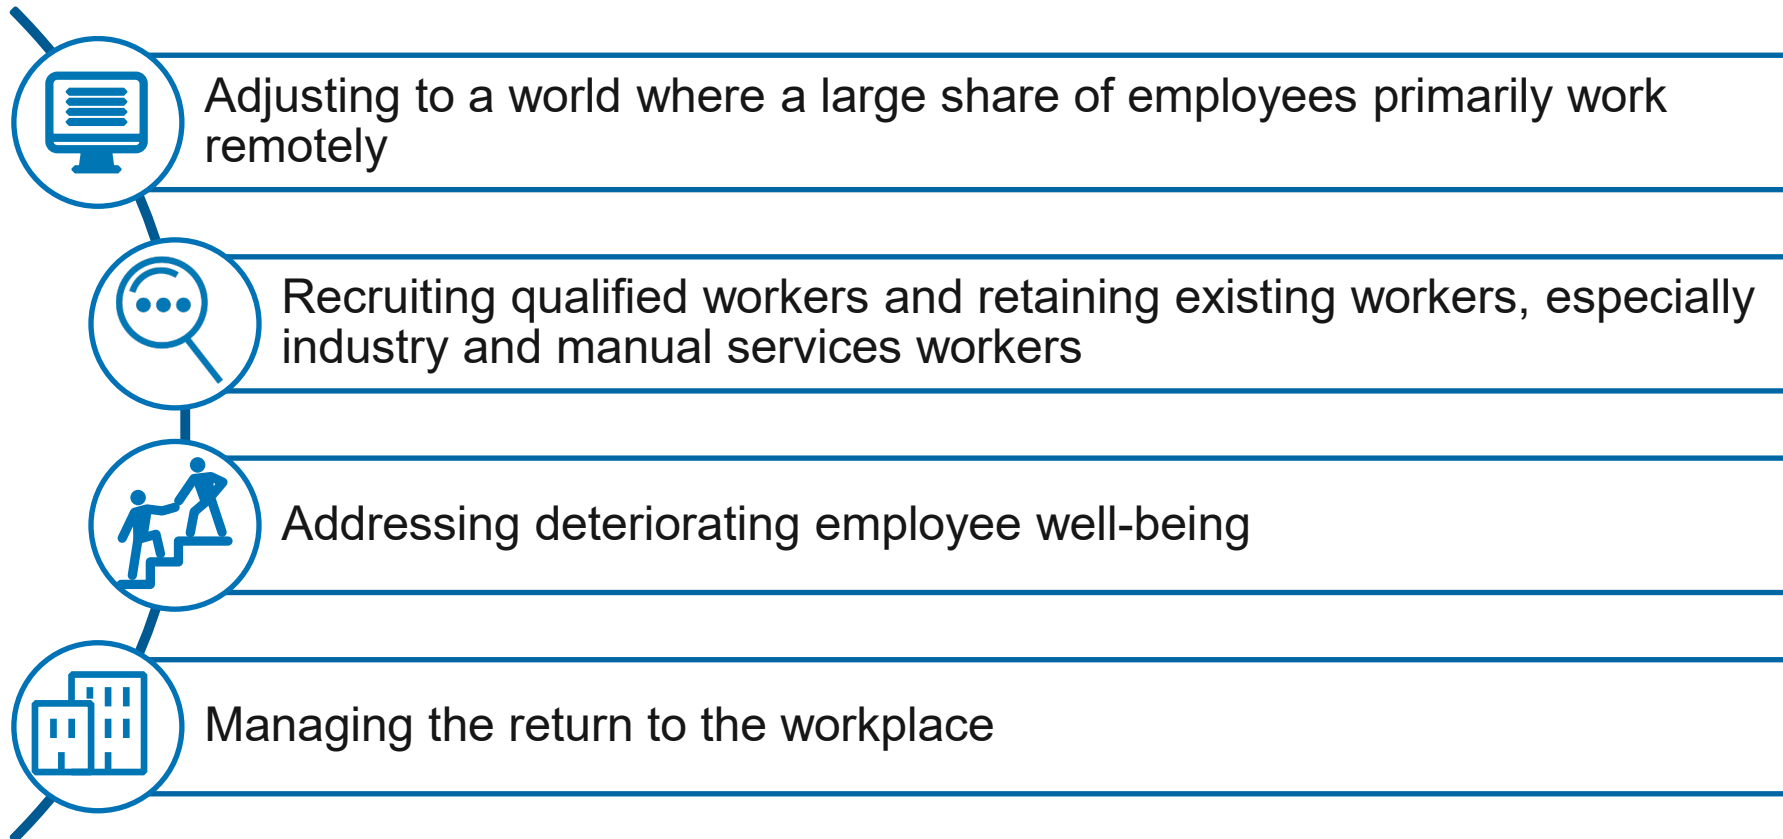 Adjusting to a world where a large share of employees primarily work
remotely
Recruiting qualified workers and retaining existing workers, especially
industry and manual services workers
Addressing deteriorating employee well-being
Managing the return to the workplace